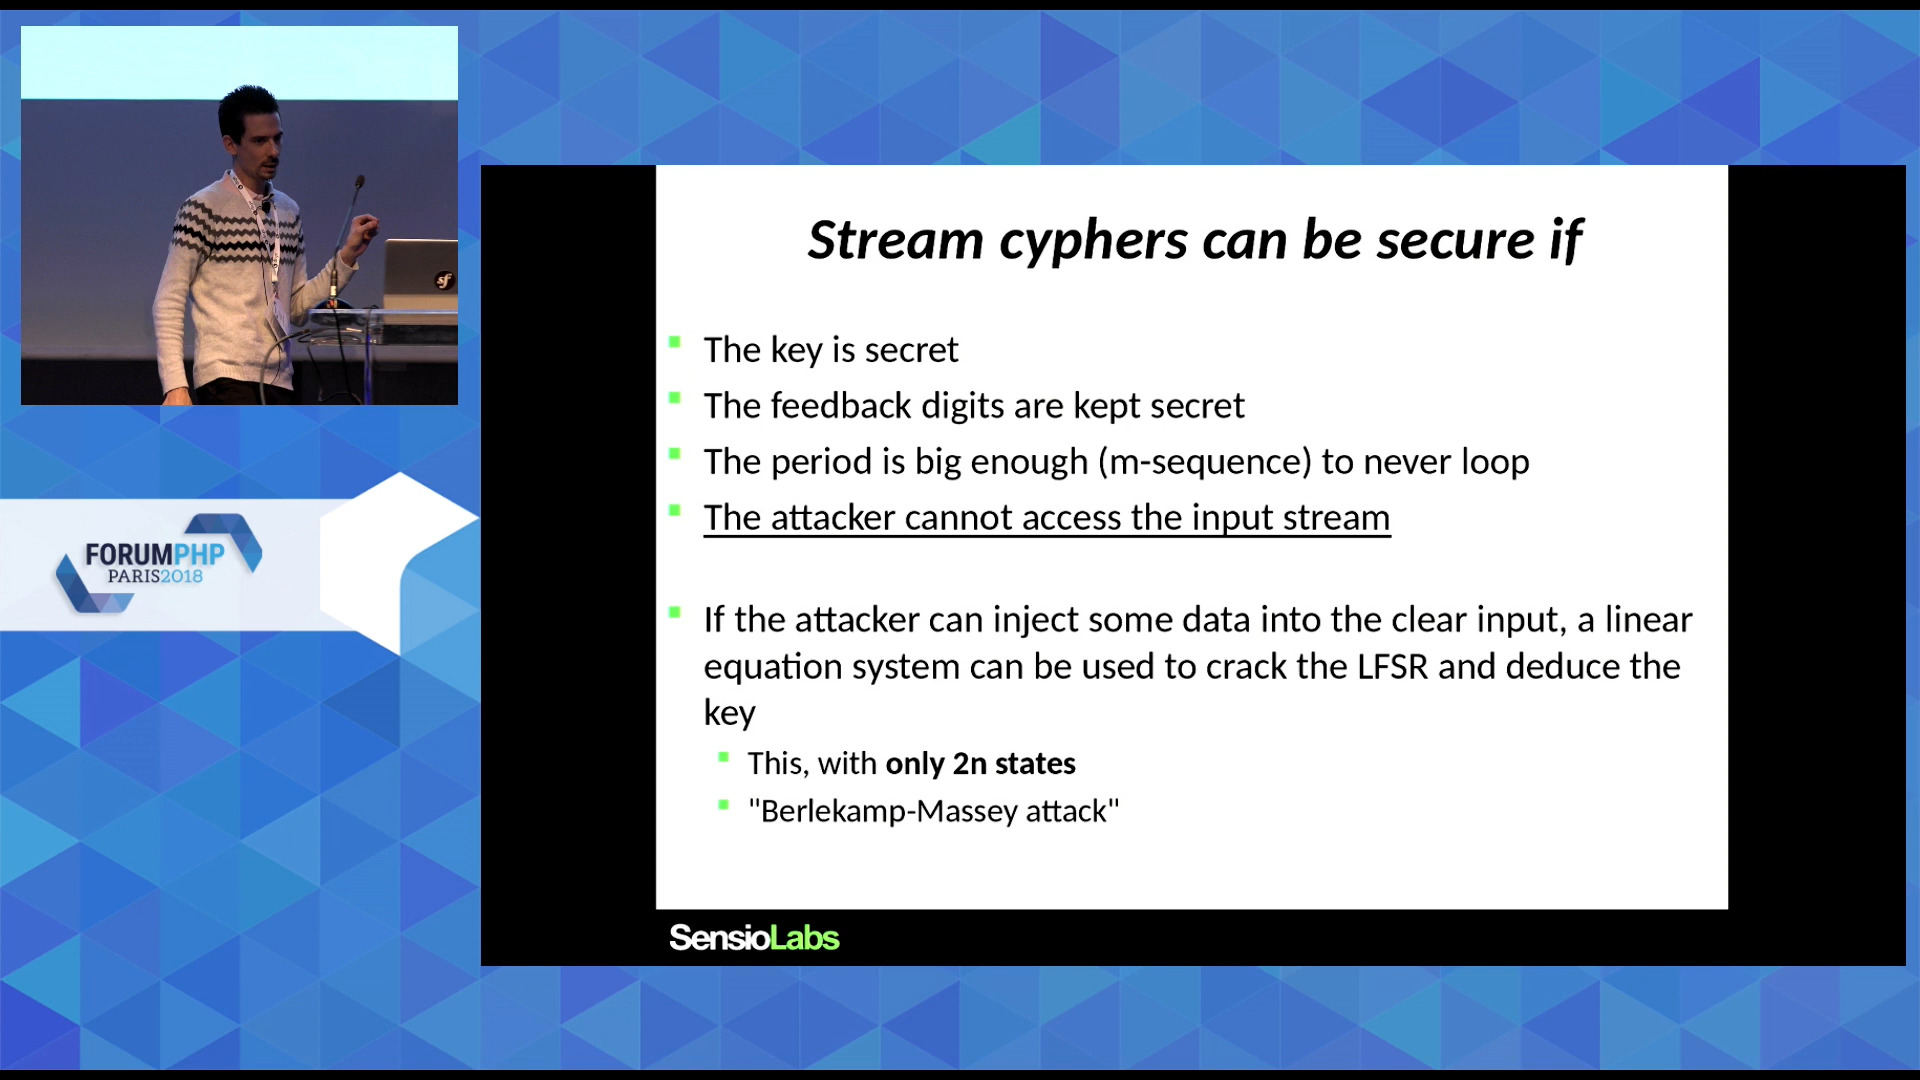 Stream cyphers can be secure if
The key is secret
The feedback digits are kept secret
The period is big enough (m-sequence) to never loop
The attacker cannot access the input stream
If the attacker can inject some data into the clear input, a linear
equation system can be used to crack the LFSR and deduce the
key
This, with only 2n states
"Berlekamp-Massey attack"
SensioLabs
FORUMPHP
PARIS2018